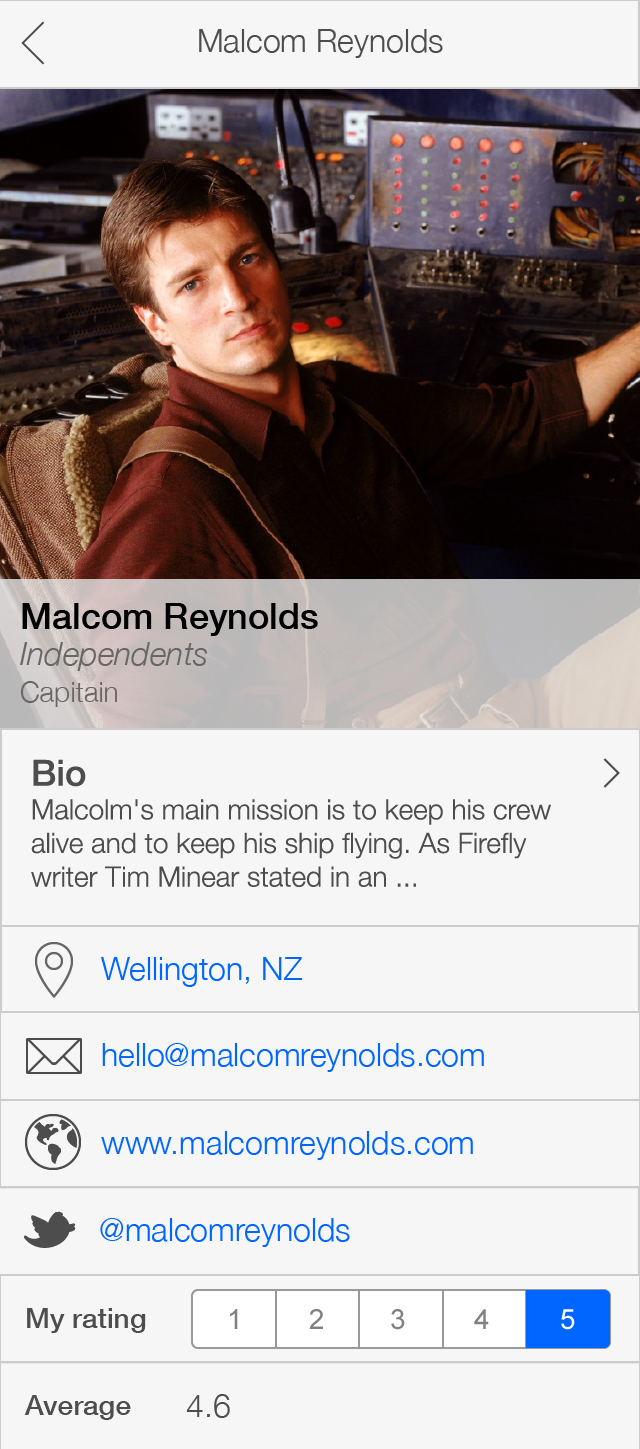 Malcom Reynolds
Malcom Reynolds
Independents
Capitain
Bio
Malcolm's main mission is to keep his crew
alive and to keep his ship flying. As Firefly
writer Tim Minear stated in an ...
Wellington, NZ
hello@malcomreynolds.com
www.malcomreynolds.com
@malcomreynolds
My rating 1 2 3 4 5
Average 4.6